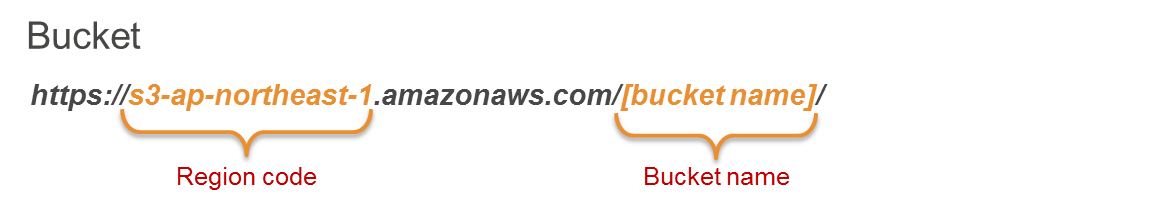 Bucket
https://s3-ap-northeast-1.amazonaws.com/[bucket name]/
Region code
Bucket name